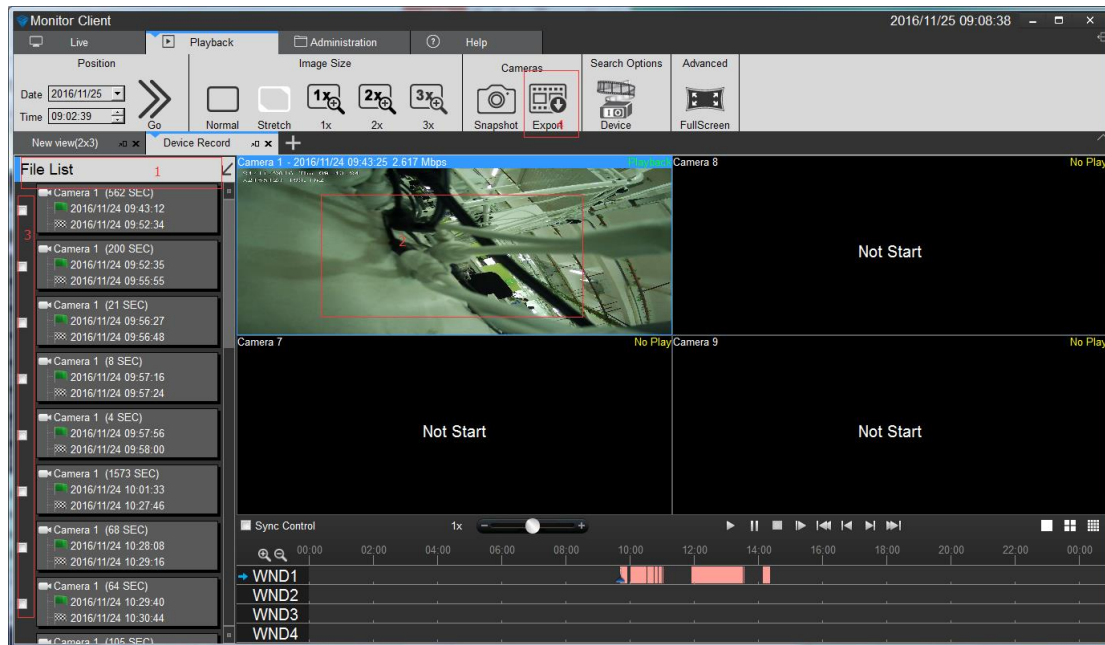 Monitor Client 2016/11/25 09:08:38
Live Playback Administration Help
Position Image Size Cameras Search Options Advanced
Date 2016/11/25
Time 09:02:39
Go Normal Stretch 1x 2x 3x Snapshot Export 4 Device FullScreen
New view(2x3) Device Record
File List 1
3
Camera 1 (562 SEC)
2016/11/24 09:43:12
2016/11/24 09:52:34
Camera 1 (200 SEC)
2016/11/24 09:52:35
2016/11/24 09:55:55
Camera 1 (21 SEC)
2016/11/24 09:56:27
2016/11/24 09:56:48
Camera 1 (8 SEC)
2016/11/24 09:57:16
2016/11/24 09:57:24
Camera 1 (4 SEC)
2016/11/24 09:57:56
2016/11/24 09:58:00
Camera 1 (1573 SEC)
2016/11/24 10:01:33
2016/11/24 10:27:46
Camera 1 (68 SEC)
2016/11/24 10:28:08
2016/11/24 10:29:16
Camera 1 (64 SEC)
2016/11/24 10:29:40
2016/11/24 10:30:44
Camera 1 (105 SEC)
Camera 1 - 2016/11/24 09:43:25 2.617 Mbps Playback
2
Camera 8 No Play
Not Start
Camera 7 No Play
Not Start
Camera 9 No Play
Not Start
Sync Control 1x
00:00 02:00 04:00 06:00 08:00 10:00 12:00 14:00 16:00 18:00 20:00 22:00 00:00
WND1
WND2
WND3
WND4